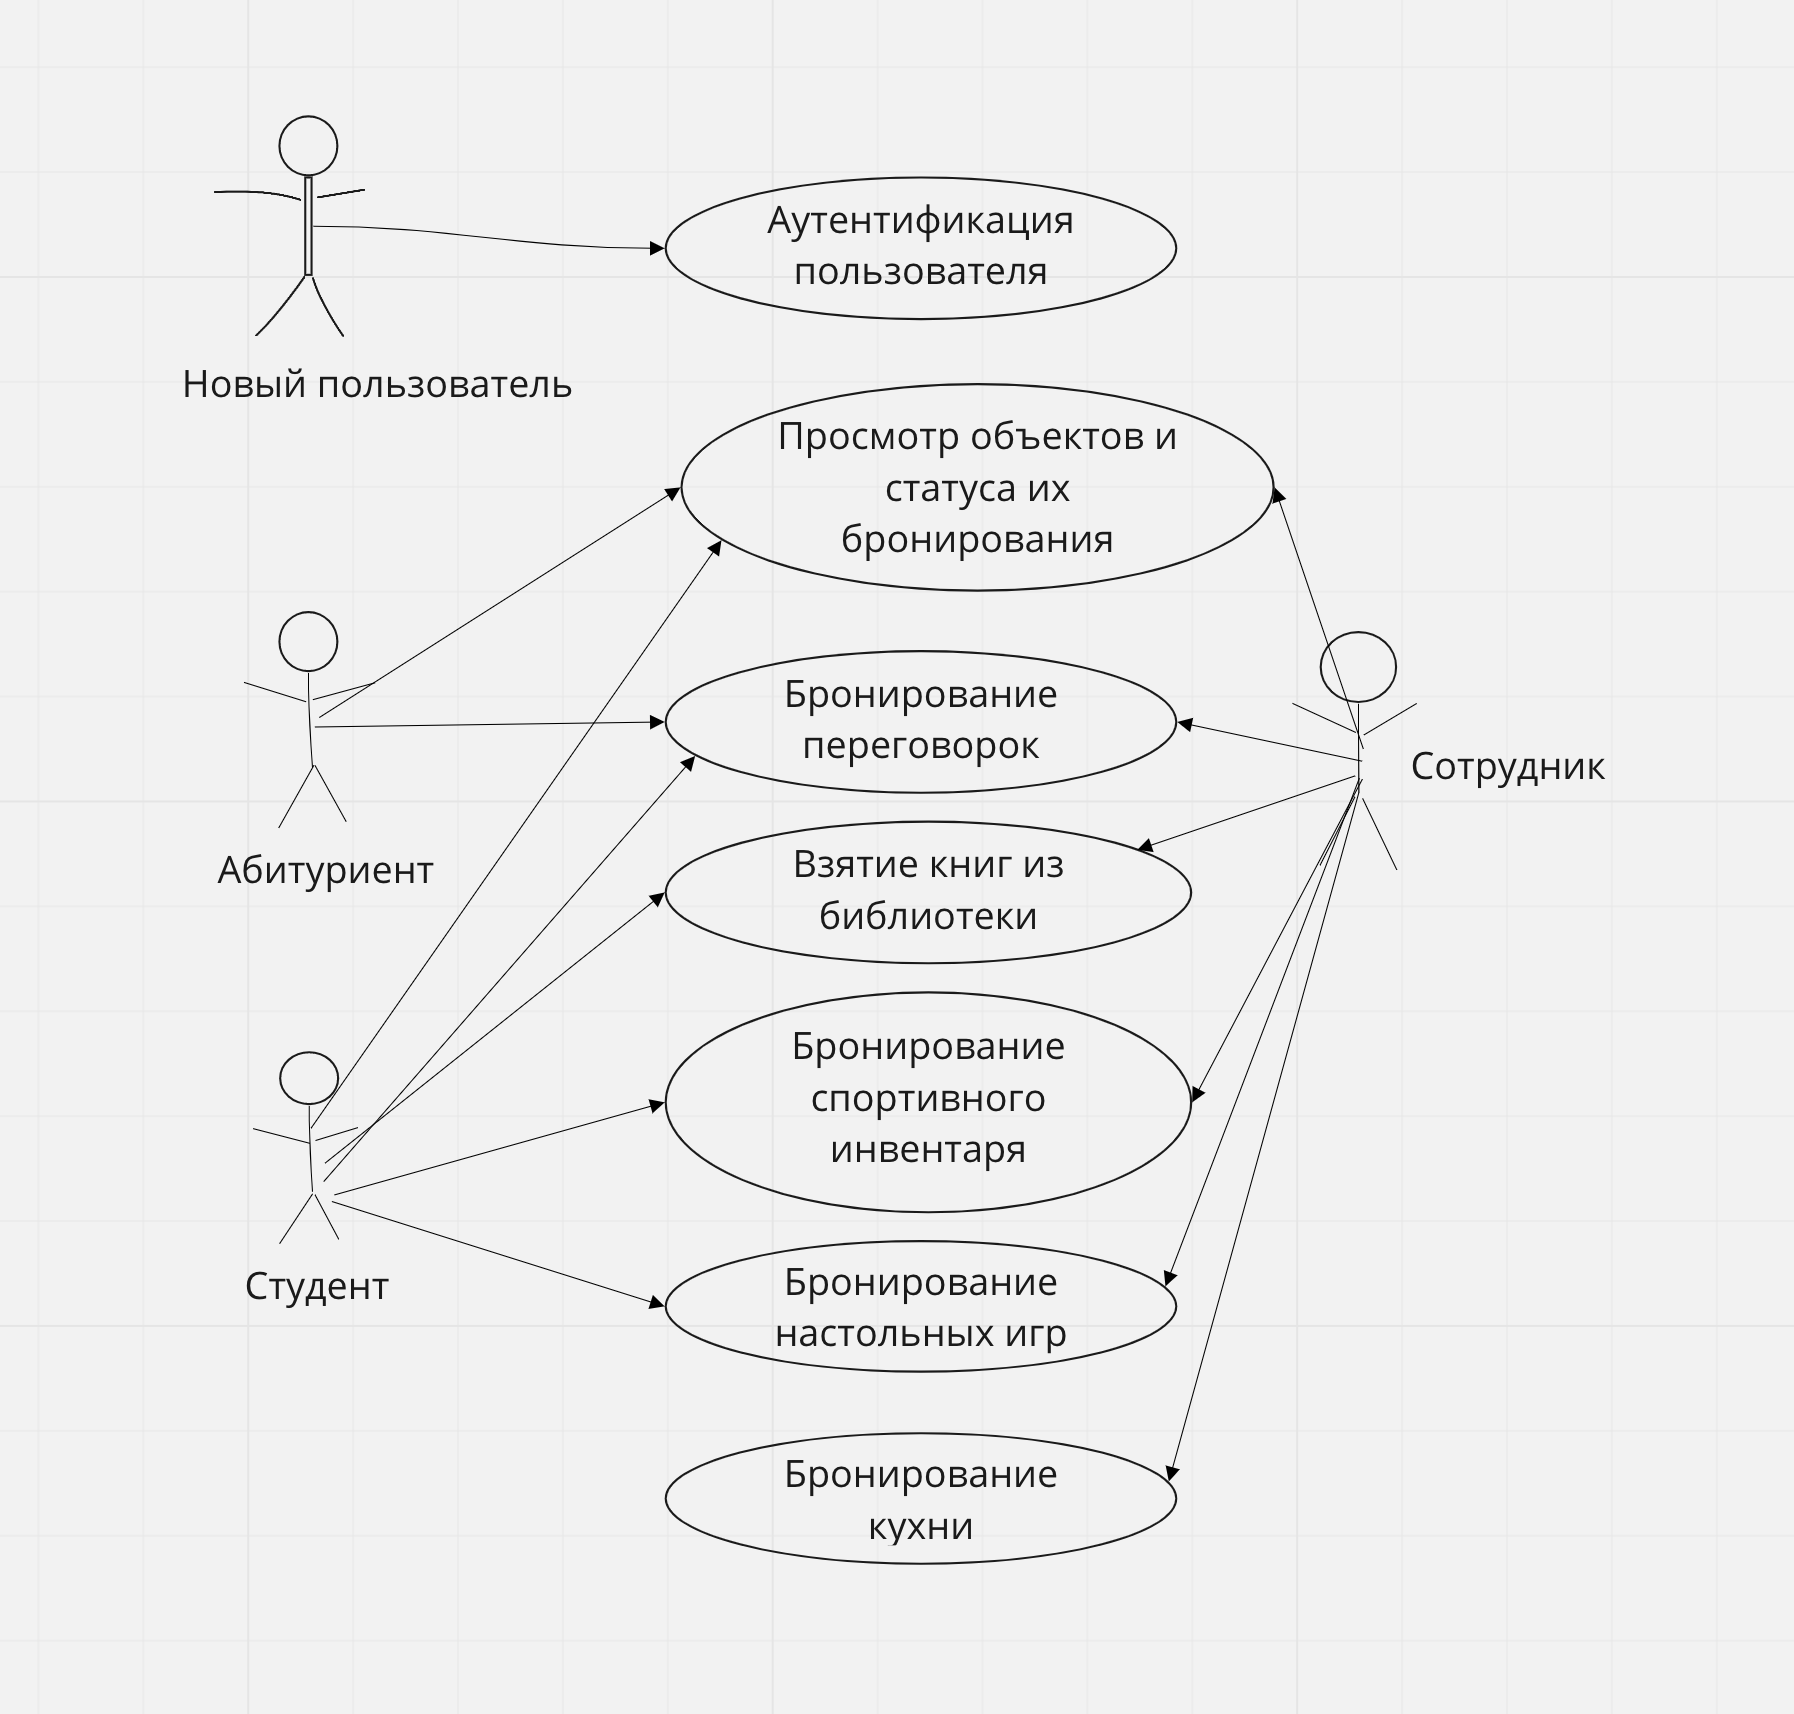 Аутентификация
пользователя
Новый пользователь
Просмотр объектов и
статуса их
бронирования
Бронирование
переговорок
Сотрудник
Взятие книг из
библиотеки
Абитуриент
Бронирование
спортивного
инвентаря
Студент
Бронирование
настольных игр
Бронирование
кухни